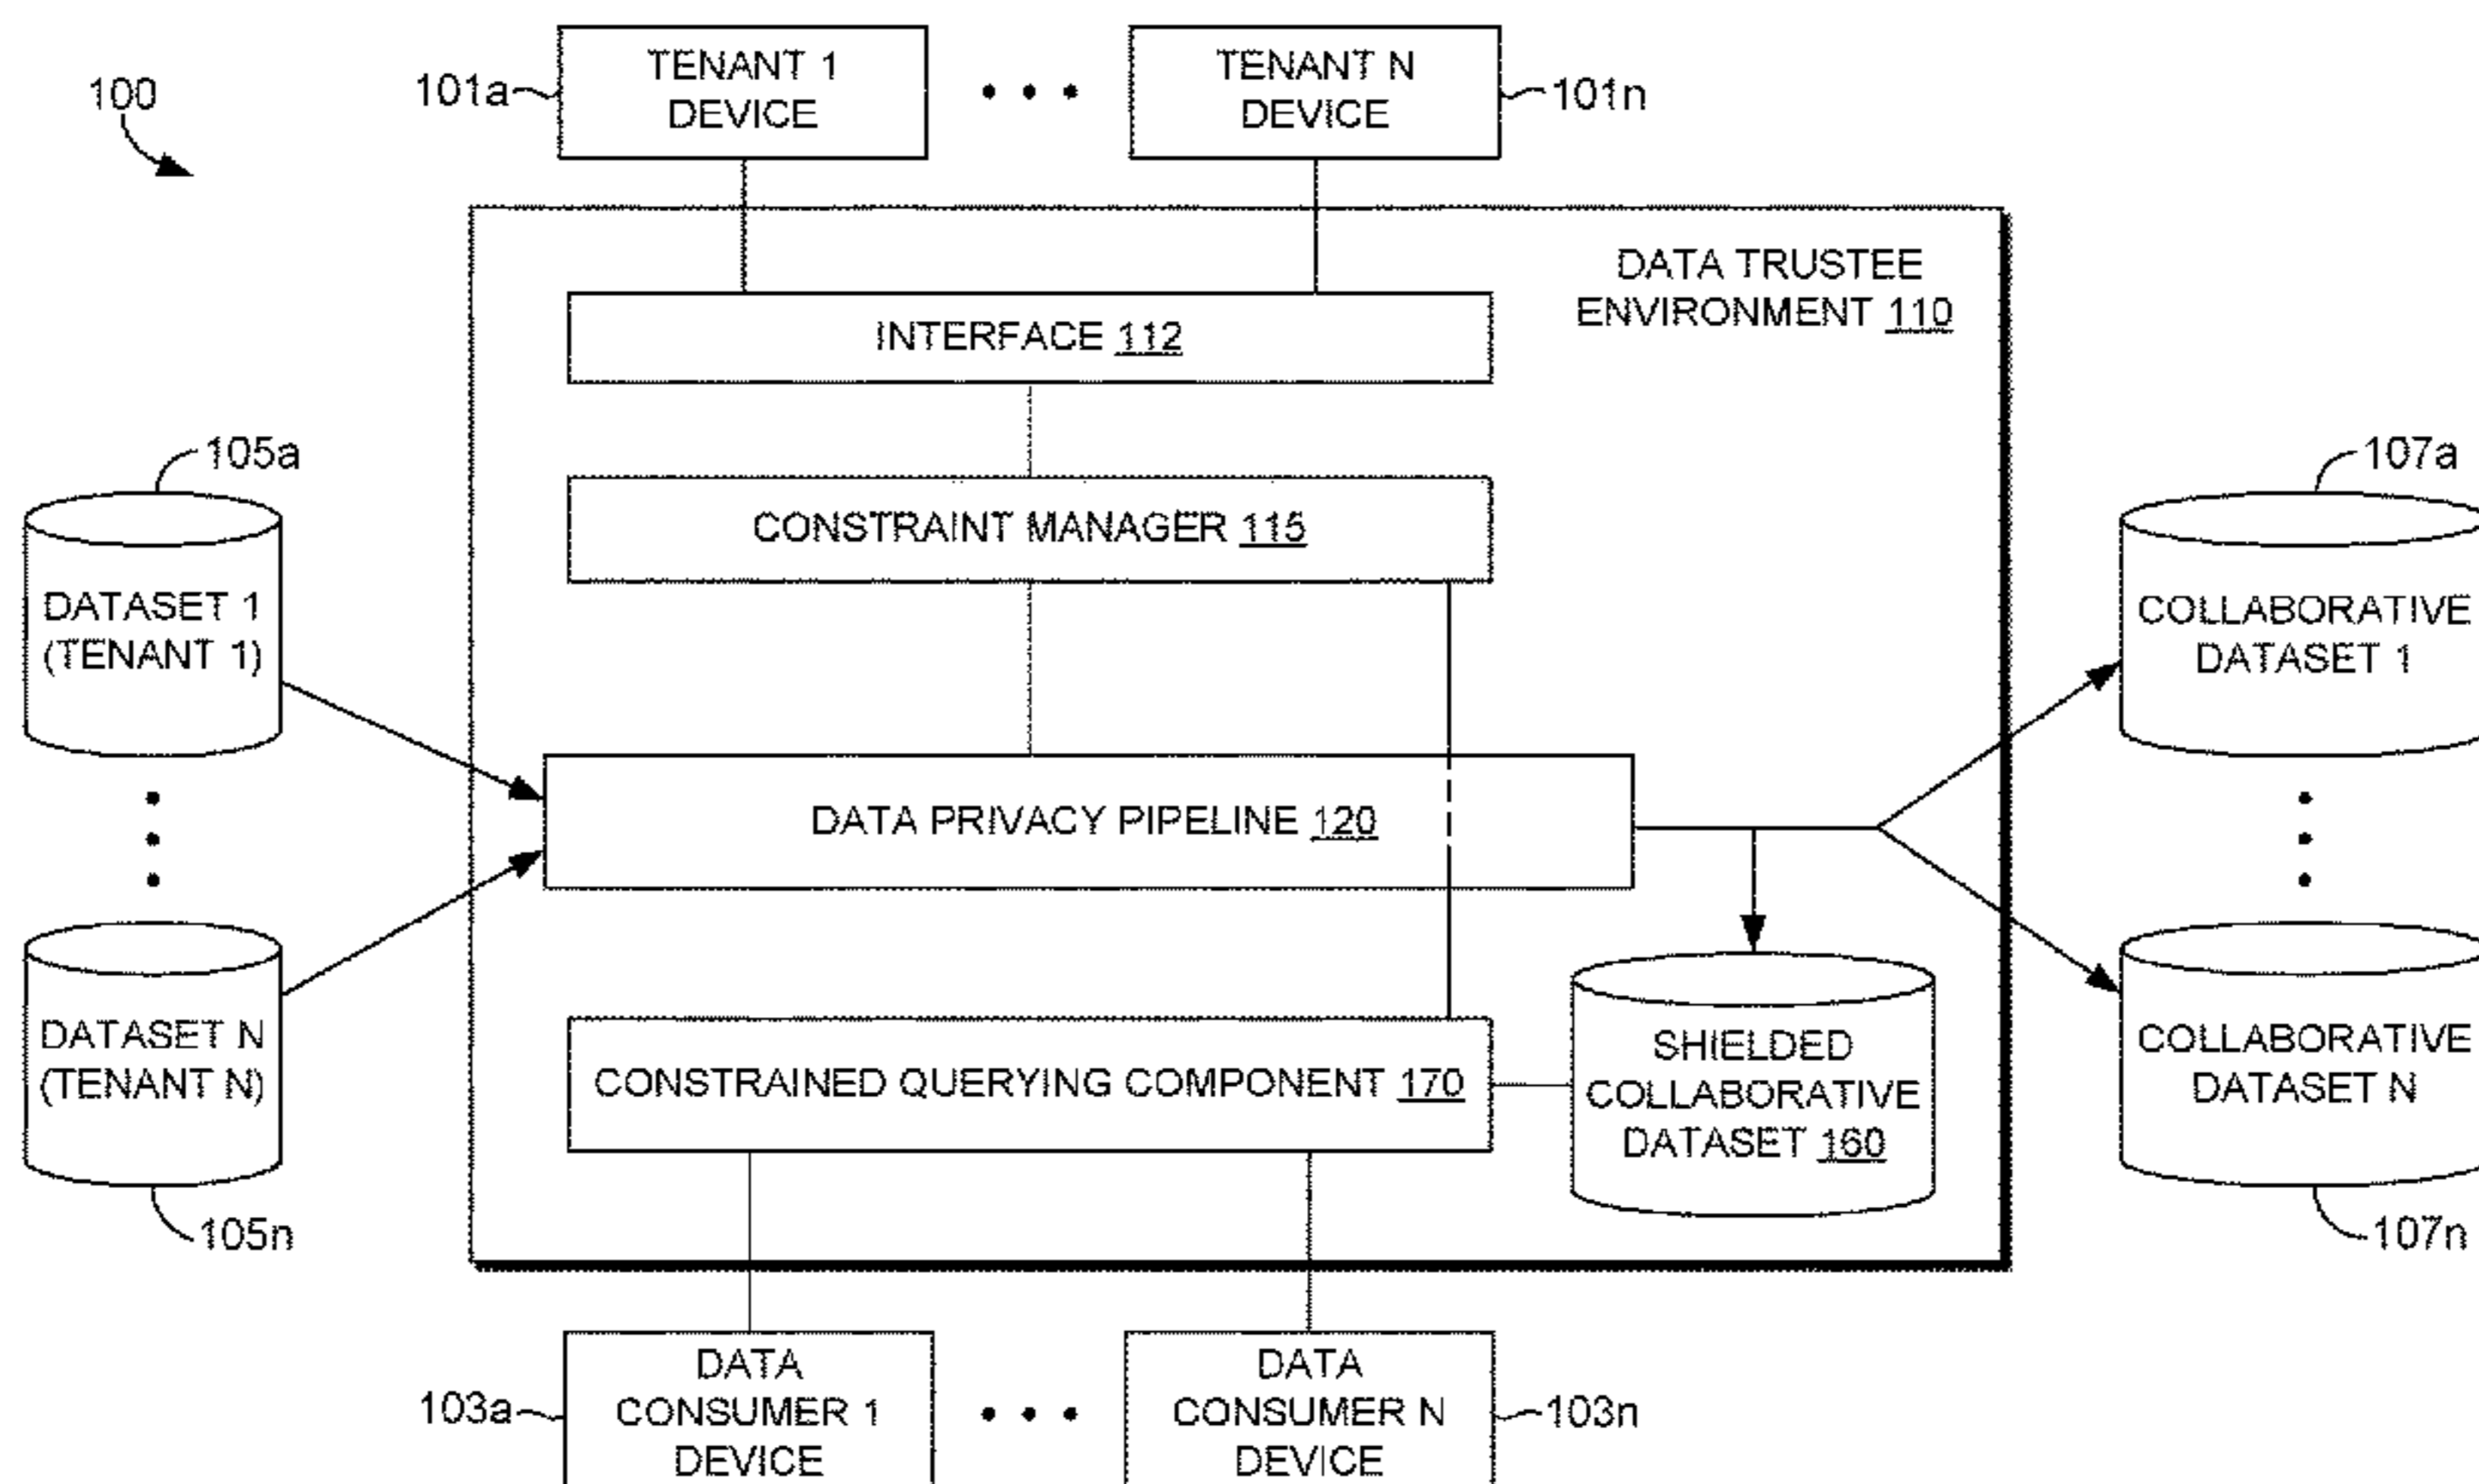 100
101a
TENANT 1
DEVICE
TENANT N
DEVICE
101n
DATA TRUSTEE
ENVIRONMENT 110
INTERFACE 112
105a
DATASET 1
(TENANT 1)
CONSTRAINT MANAGER 115
107a
COLLABORATIVE
DATASET 1
DATA PRIVACY PIPELINE 120
DATASET N
(TENANT N)
105n
CONSTRAINED QUERYING COMPONENT 170
SHIELDED
COLLABORATIVE
DATASET 160
COLLABORATIVE
DATASET N
107n
103a
DATA
CONSUMER 1
DEVICE
DATA
CONSUMER N
DEVICE
103n